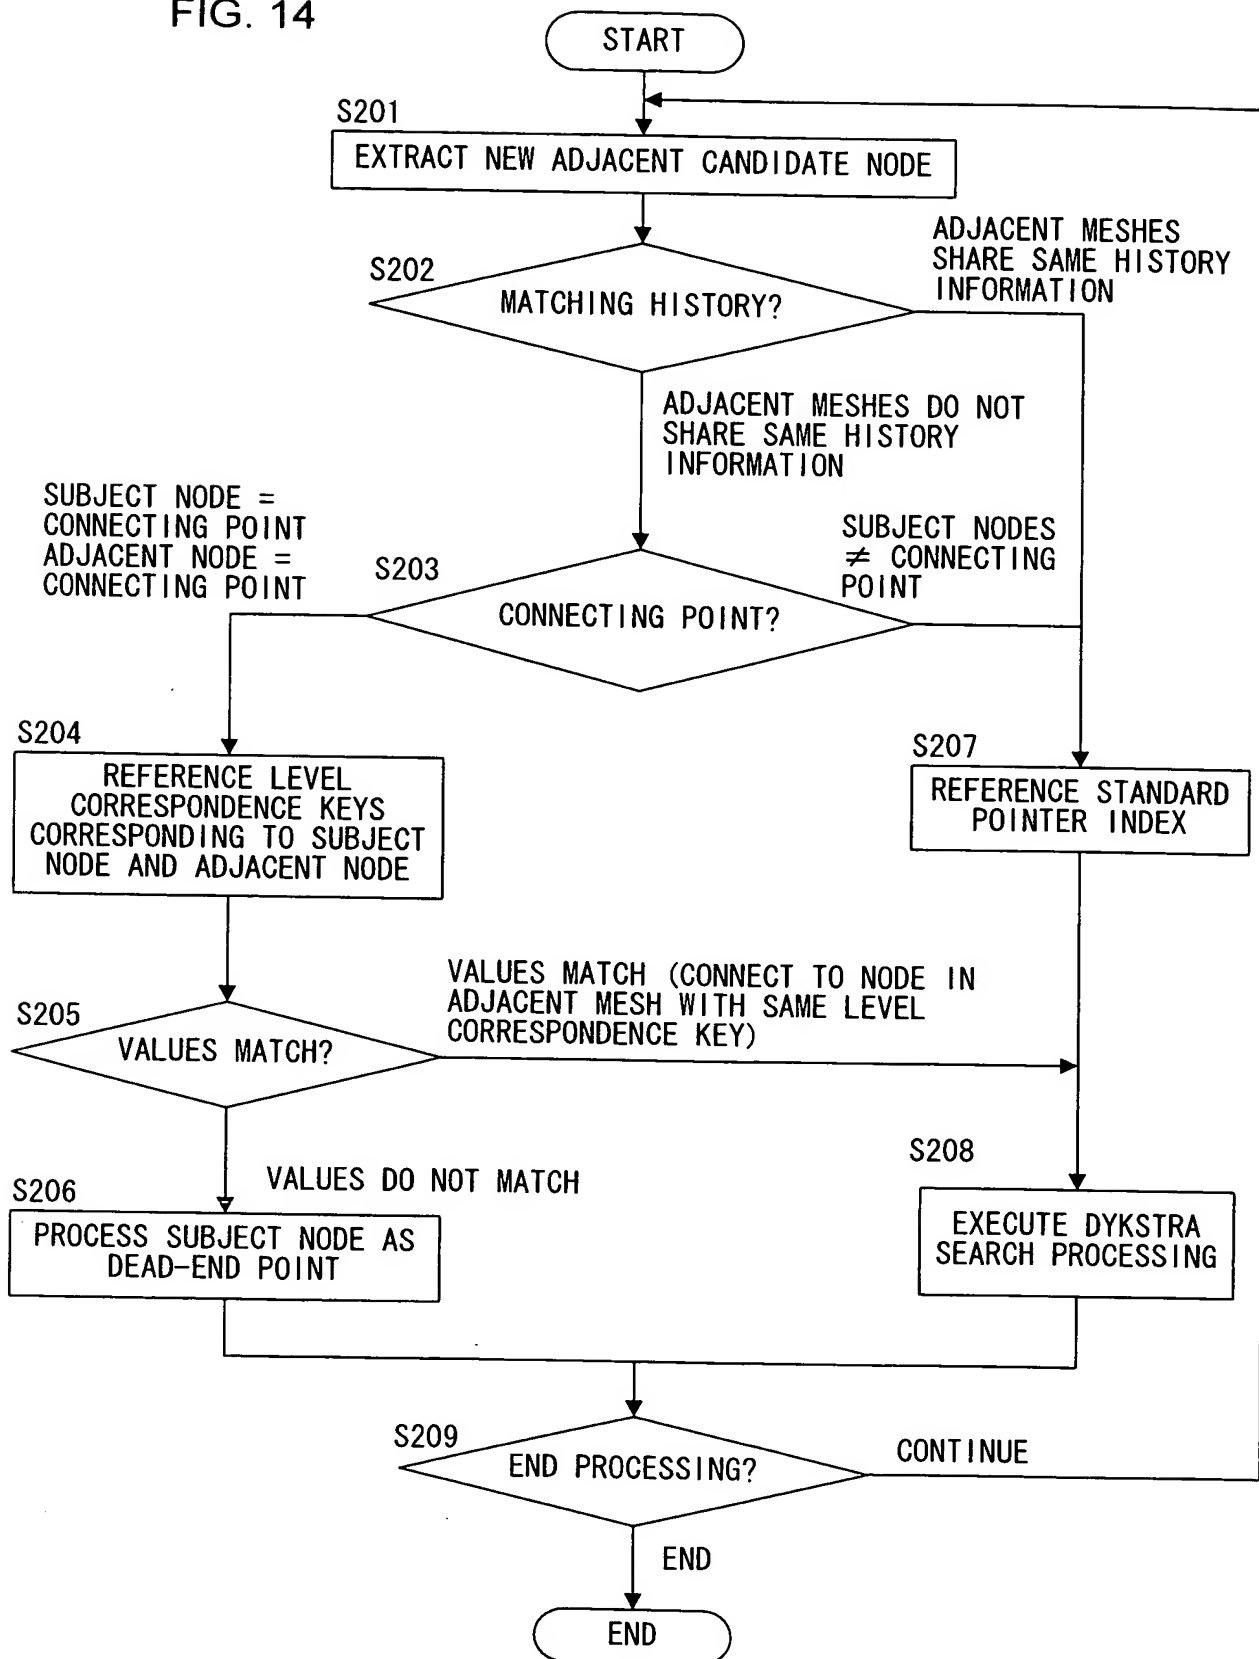 FIG. 14
START
S201
EXTRACT NEW ADJACENT CANDIDATE NODE
S202
MATCHING HISTORY?
ADJACENT MESHES
SHARE SAME HISTORY
INFORMATION
ADJACENT MESHES DO NOT
SHARE SAME HISTORY
INFORMATION
SUBJECT NODE =
CONNECTING POINT
ADJACENT NODE =
CONNECTING POINT
S203
CONNECTING POINT?
SUBJECT NODES
≠ CONNECTING
POINT
S204
REFERENCE LEVEL
CORRESPONDENCE KEYS
CORRESPONDING TO SUBJECT
NODE AND ADJACENT NODE
S207
REFERENCE STANDARD
POINTER INDEX
S205
VALUES MATCH?
VALUES MATCH (CONNECT TO NODE IN
ADJACENT MESH WITH SAME LEVEL
CORRESPONDENCE KEY)
VALUES DO NOT MATCH
S206
PROCESS SUBJECT NODE AS
DEAD-END POINT
S208
EXECUTE DYKSTRA
SEARCH PROCESSING
S209
END PROCESSING?
CONTINUE
END
END